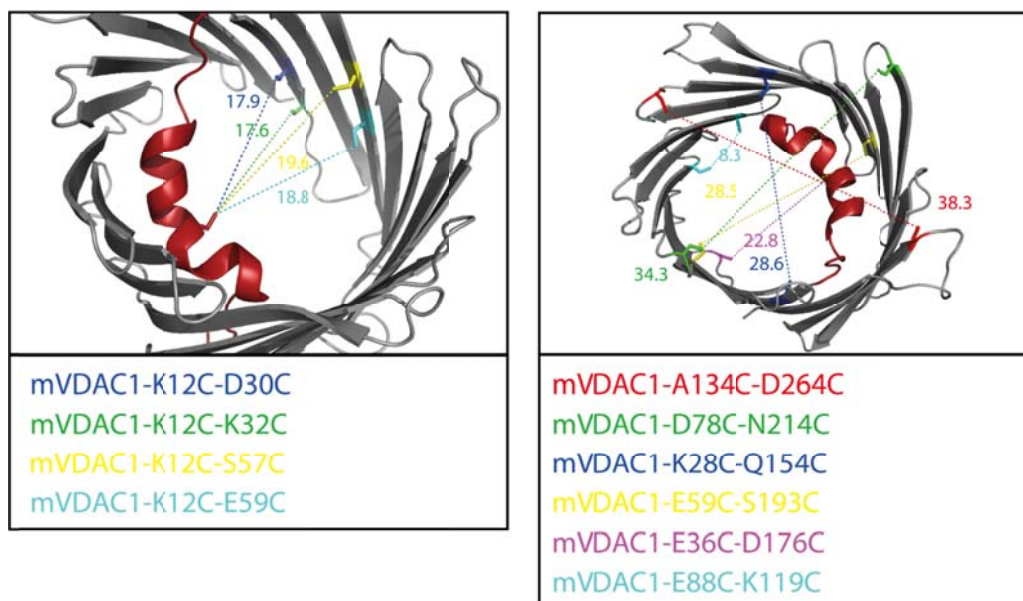 17.9
17.6
19.6
18.8
mVDAC1-K12C-D30C
mVDAC1-K12C-K32C
mVDAC1-K12C-S57C
mVDAC1-K12C-E59C
8.3
28.5
38.3
22.8
34.3
28.6
mVDAC1-A134C-D264C
mVDAC1-D78C-N214C
mVDAC1-K28C-Q154C
mVDAC1-E59C-S193C
mVDAC1-E36C-D176C
mVDAC1-E88C-K119C